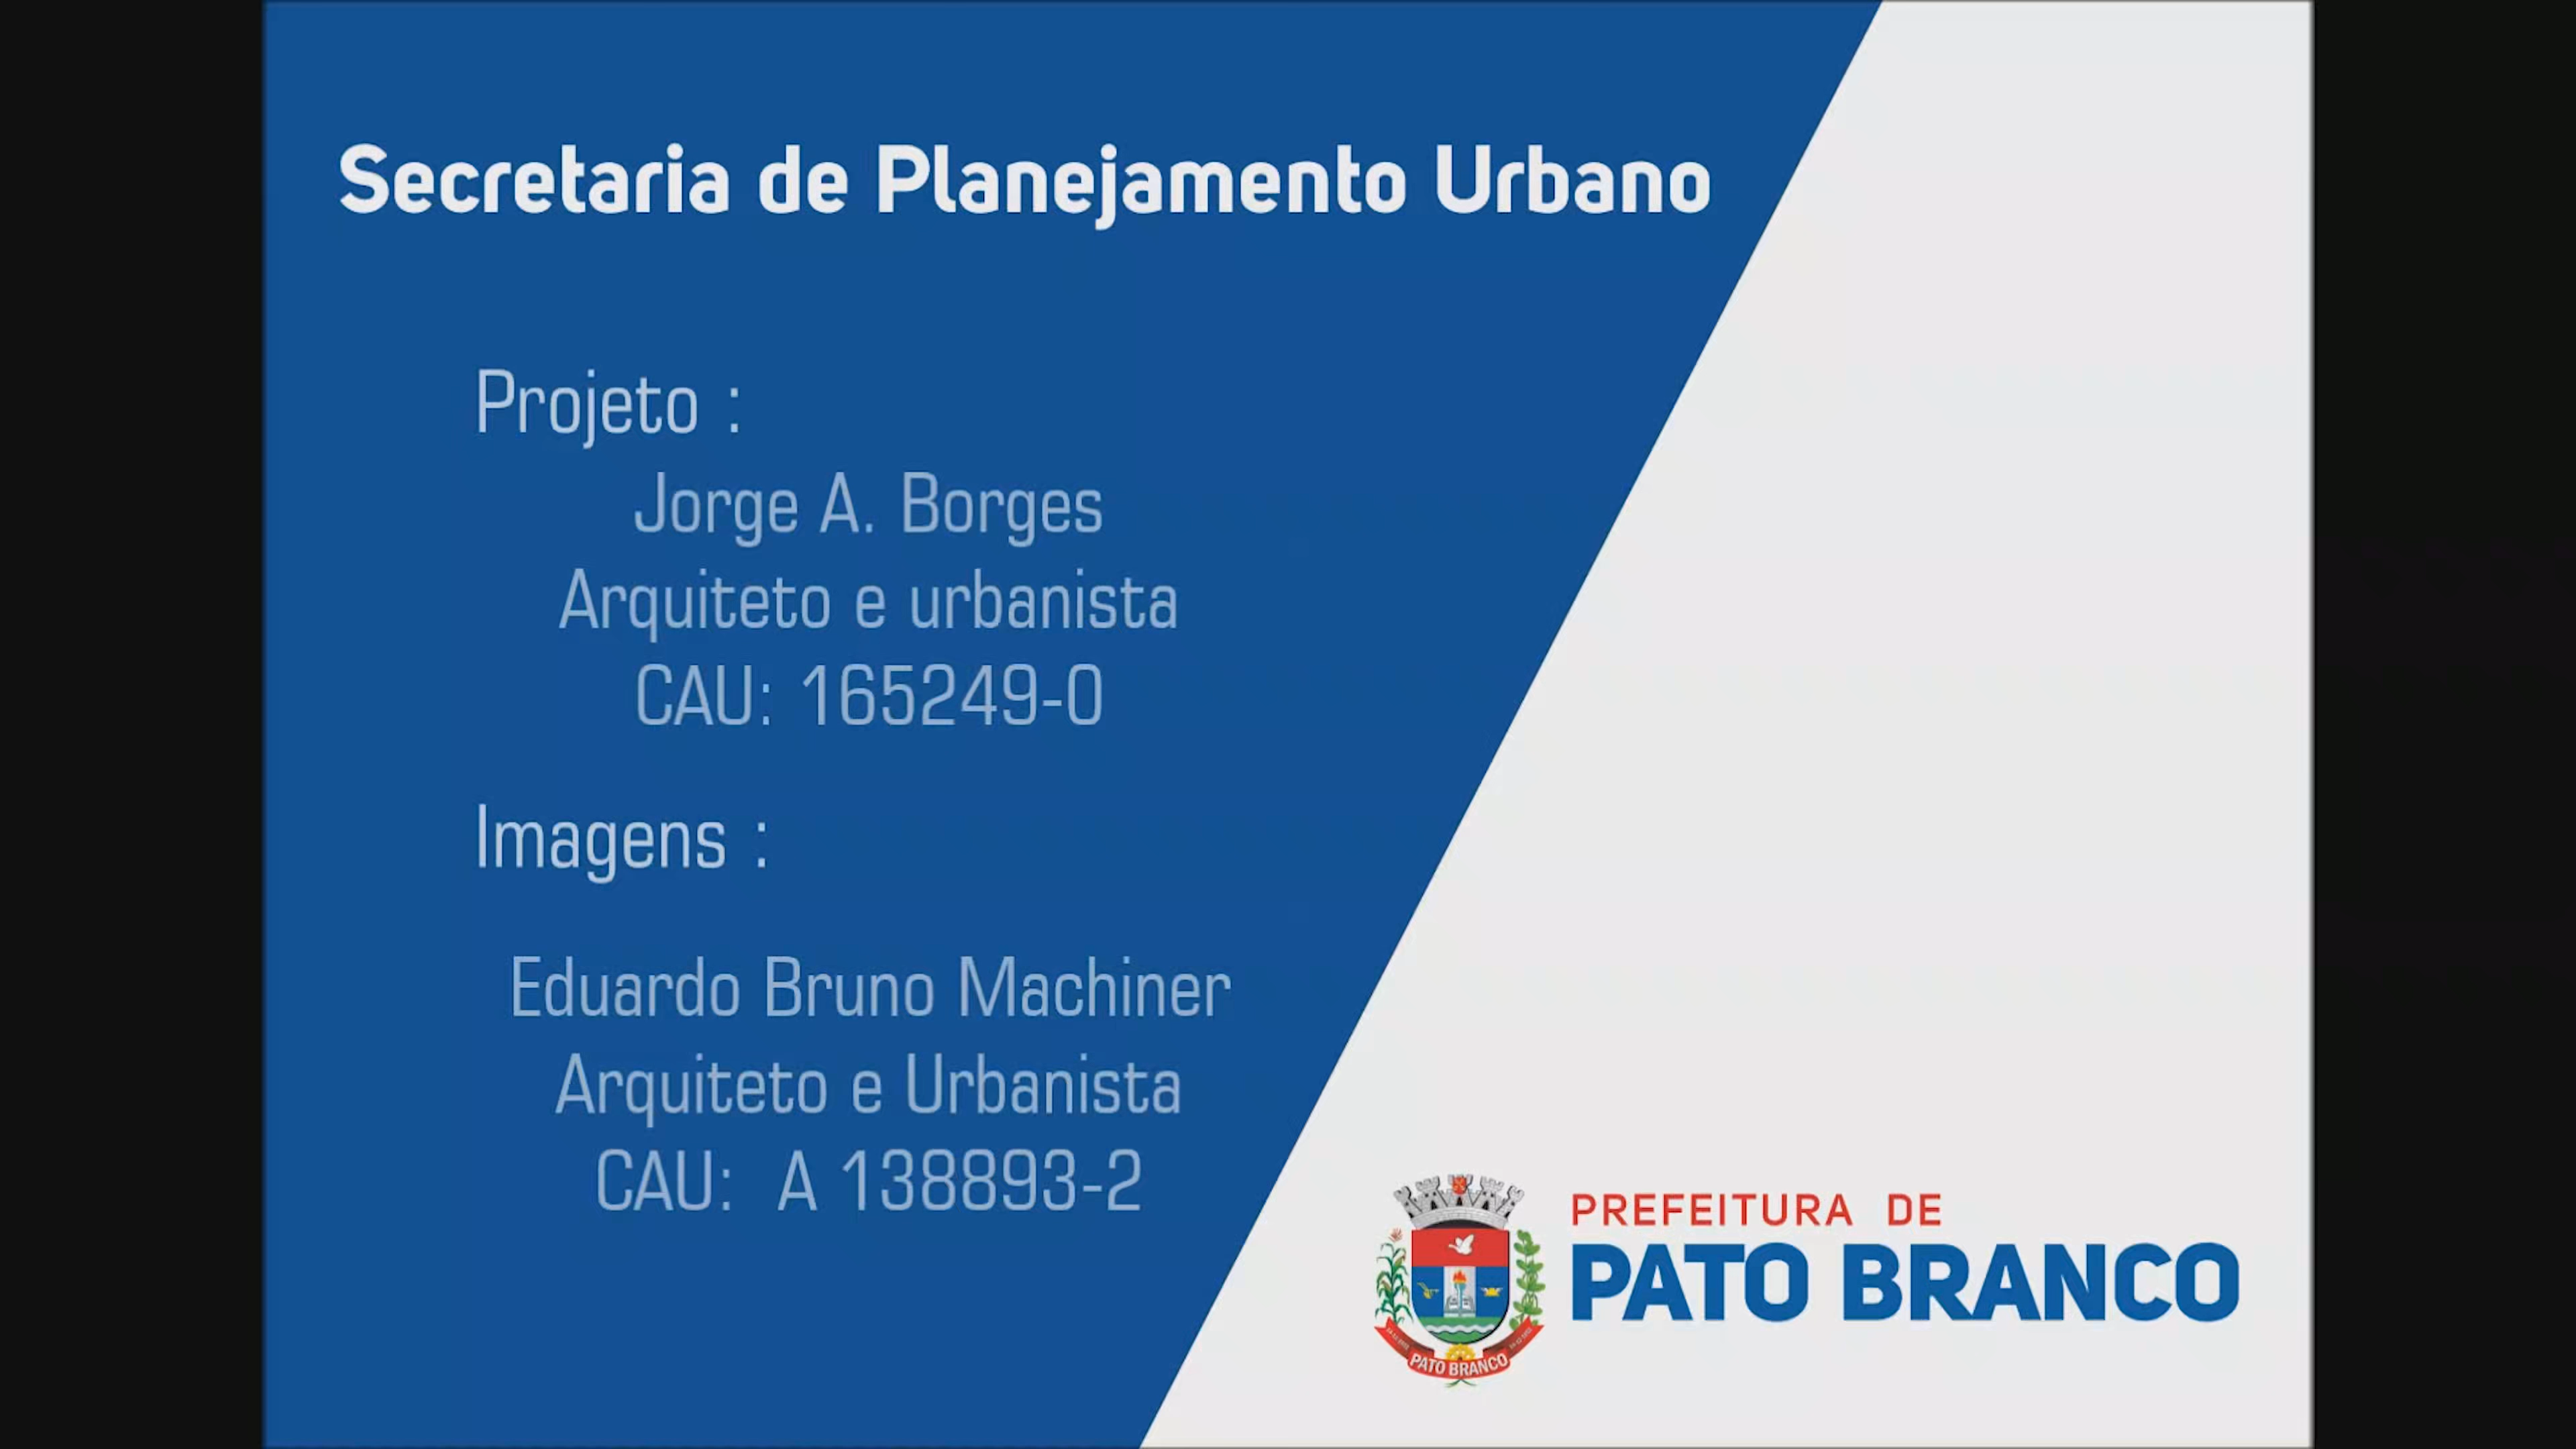 Secretaria de Planejamento Urbano
Projeto :
Jorge A. Borges
Arquiteto e urbanista
CAU: 165249-0
Imagens :
Eduardo Bruno Machiner
Arquiteto e Urbanista
CAU: A 138893-2
PREFEITURA DE
PATO BRANCO
PATO BRANCO